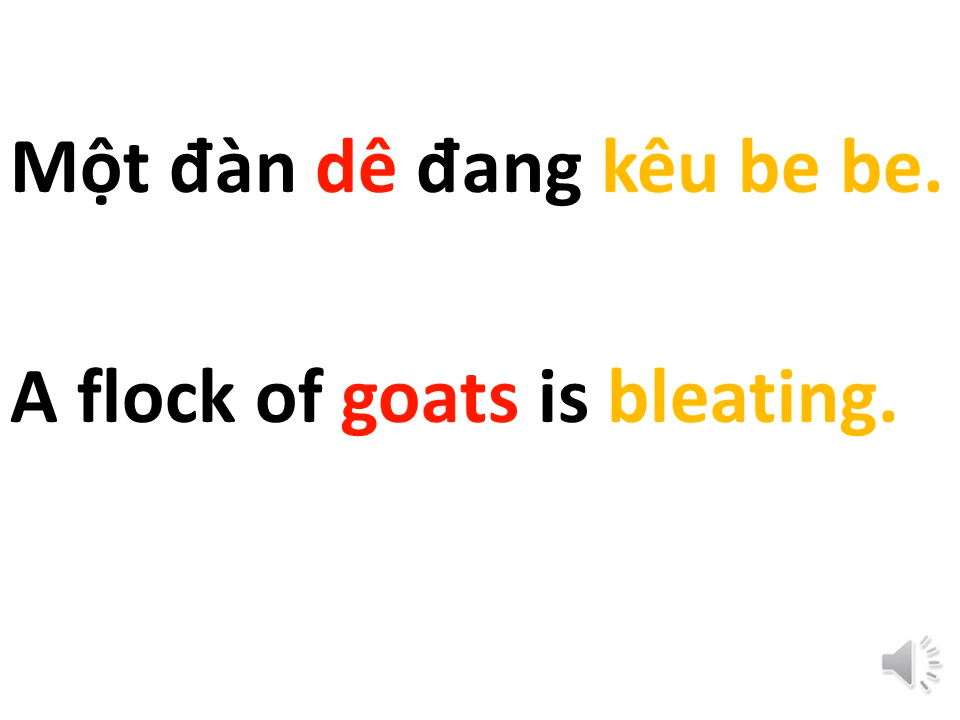 Một đàn dê đang kêu be be.
A flock of goats is bleating.